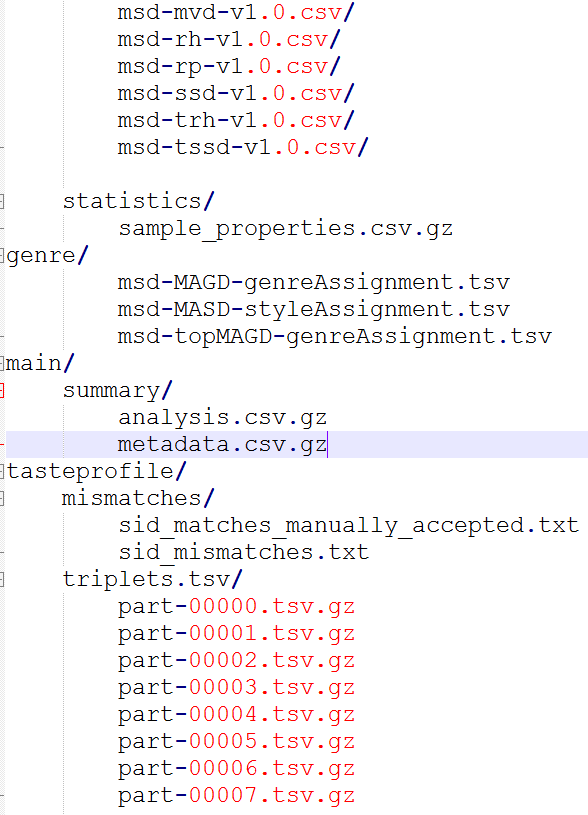 msd-mvd-v1.0.csv/
msd-rh-v1.0.csv/
msd-rp-v1.0.csv/
msd-ssd-v1.0.csv/
msd-trh-v1.0.csv/
msd-tssd-v1.0.csv/
statistics/
sample_properties.csv.gz
genre/
msd-MAGD-genreAssignment.tsv
msd-MASD-styleAssignment.tsv
msd-topMAGD-genreAssignment.tsv
main/
summary/
analysis.csv.gz
metadata.csv.gz
tasteprofile/
mismatches/
sid_matches_manually_accepted.txt
sid_mismatches.txt
triplets.tsv/
part-00000.tsv.gz
part-00001.tsv.gz
part-00002.tsv.gz
part-00003.tsv.gz
part-00004.tsv.gz
part-00005.tsv.gz
part-00006.tsv.gz
part-00007.tsv.gz